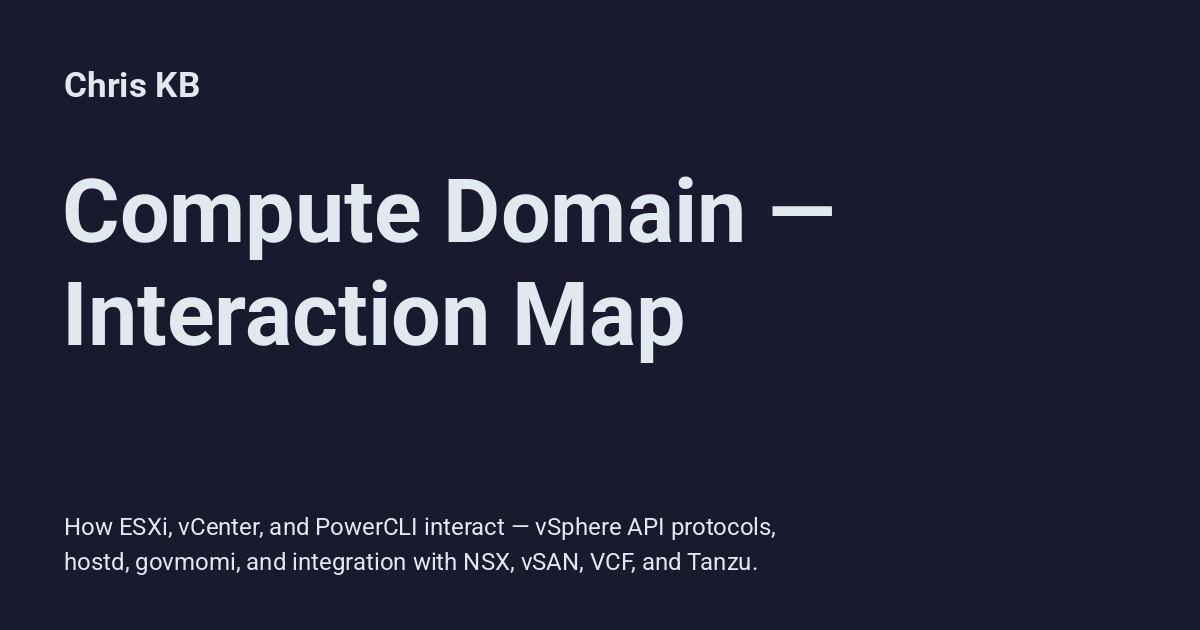 Chris KB
Compute Domain —
Interaction Map
How ESXi, vCenter, and PowerCLI interact — vSphere API protocols,
hostd, govmomi, and integration with NSX, vSAN, VCF, and Tanzu.